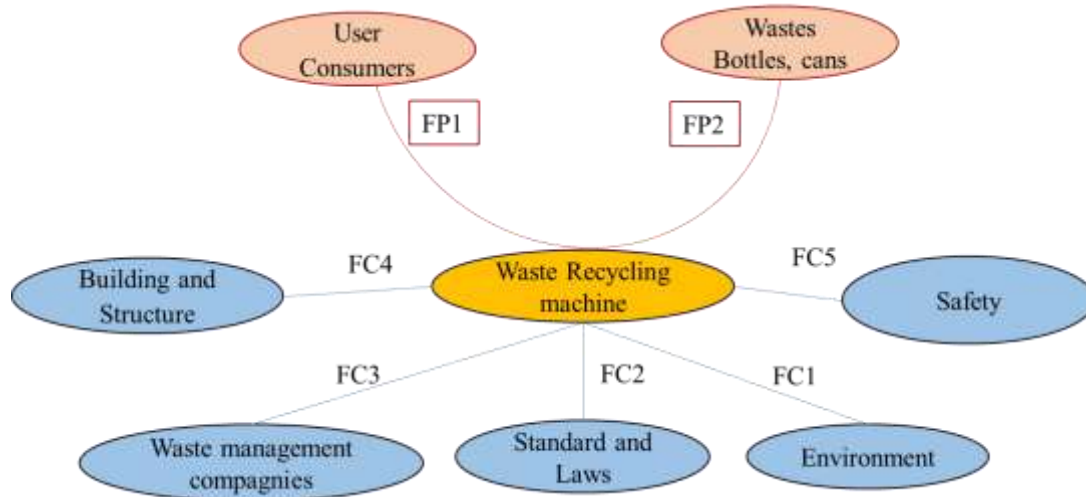 User
Consumers
Wastes
Bottles, cans
FP1
FP2
Building and
Structure
FC4
Waste Recycling
machine
FC5
Safety
FC3
FC2
FC1
Waste management
compagnies
Standard and
Laws
Environment